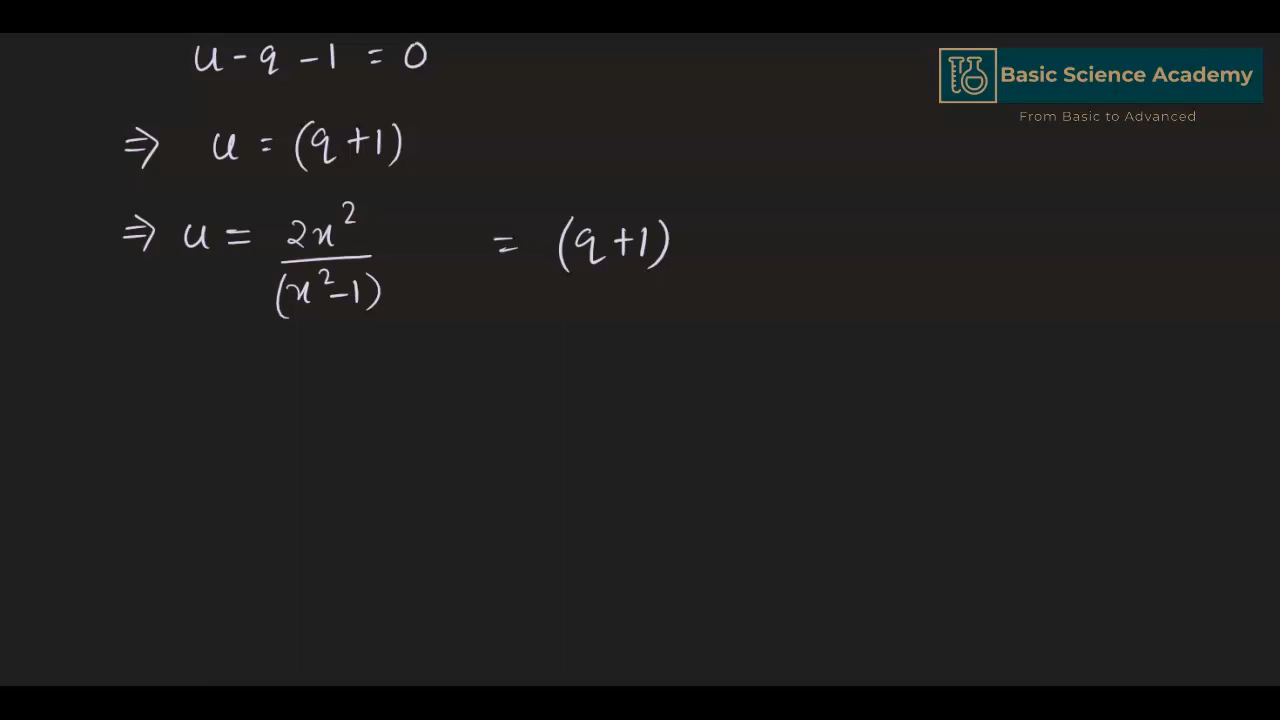 u - q - 1 = 0
Basic Science Academy
From Basic to Advanced
⇒ u = (q+1)
⇒ u = 2x² / (x²-1) = (q+1)